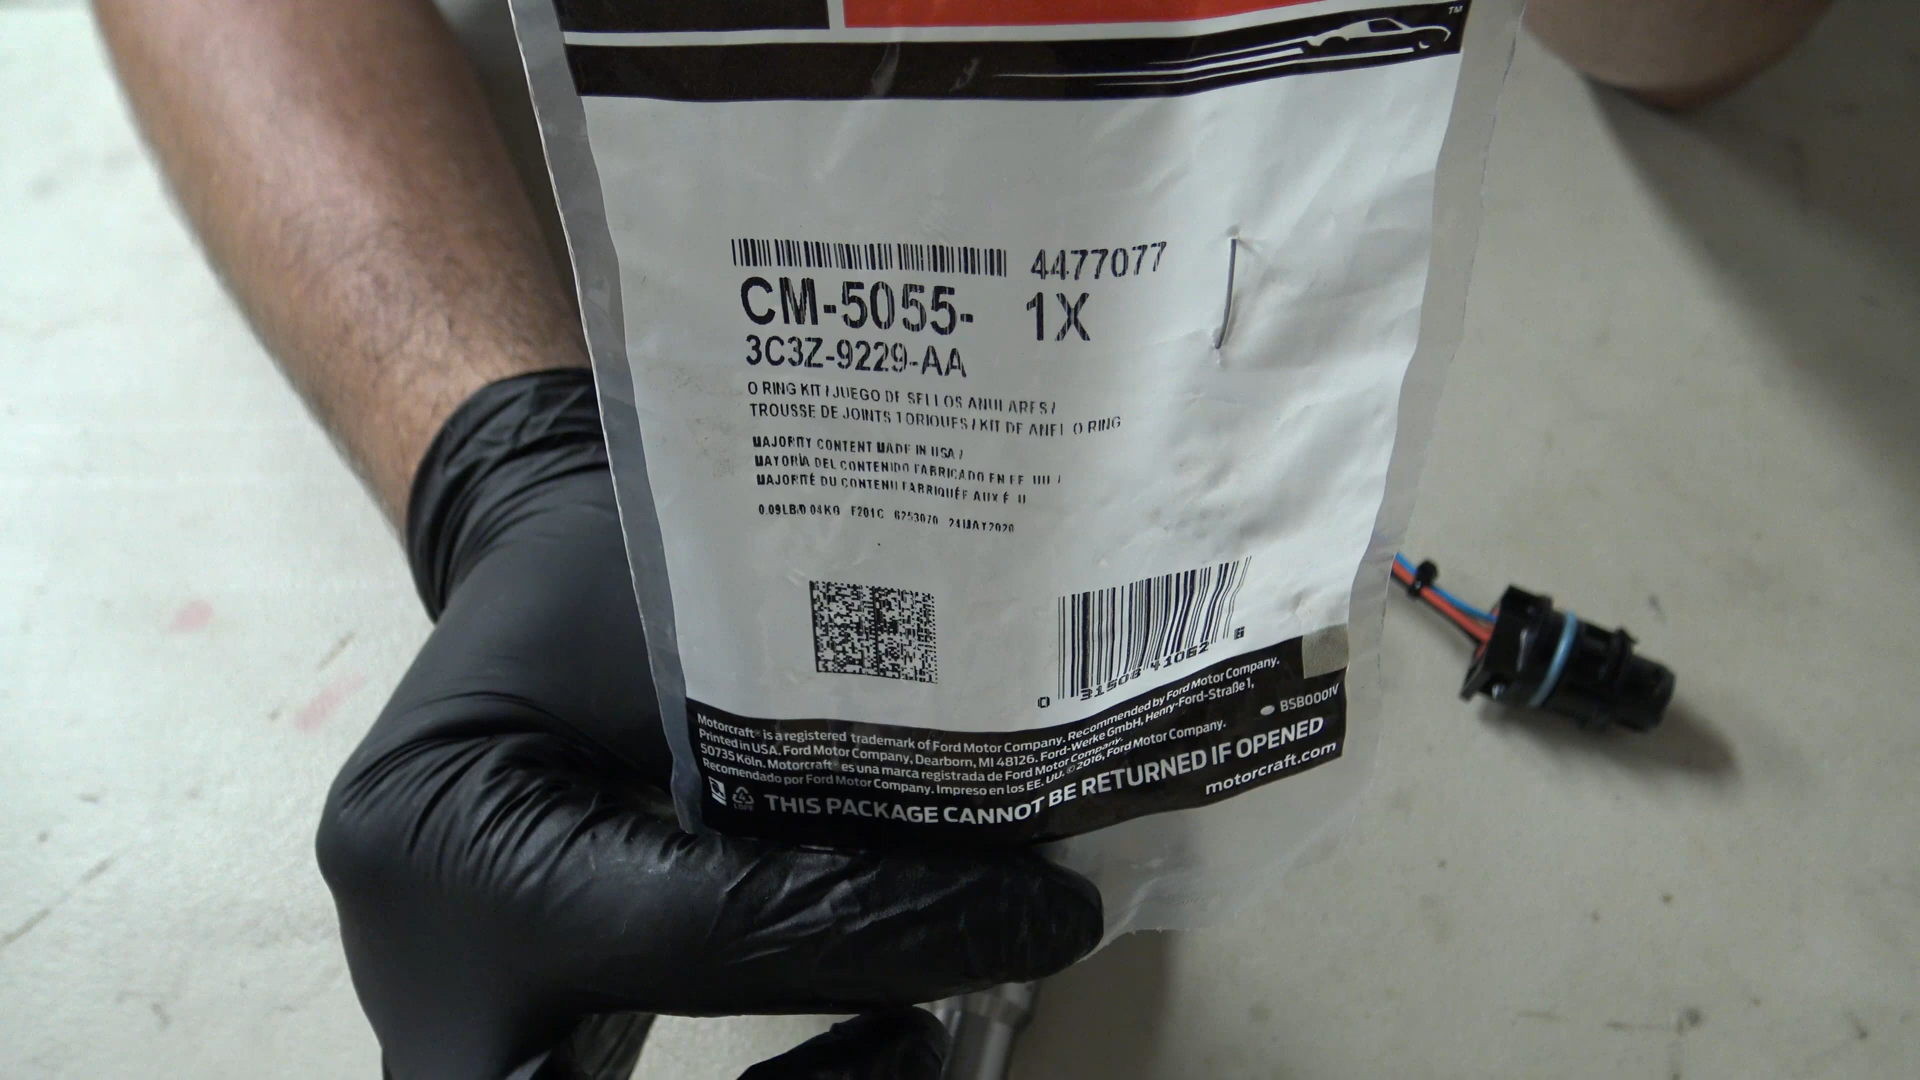 TM
4477077
CM-5055- 1X
3C3Z-9229-AA
O RING KIT / JUEGO DE SELLOS ANULARES /
TROUSSE DE JOINTS TORIQUES / KIT DE ANEL O RING
MAJORITY CONTENT MADE IN USA /
MAYORÍA DEL CONTENIDO FABRICADO EN EE UU /
MAJORITÉ DU CONTENU FABRIQUÉE AUX É U
0.09LB/0.04KG F201C 6253070 24MAY2020
0 31508 41062 6
Motorcraft® is a registered trademark of Ford Motor Company. Recommended by Ford Motor Company.
Printed in USA. Ford Motor Company, Dearborn, MI 48126. Ford-Werke GmbH, Henry-Ford-Straße 1,
50735 Köln. Motorcraft® es una marca registrada de Ford Motor Company.
Recomendado por Ford Motor Company. Impreso en los EE. UU. ©2016, Ford Motor Company.
BSB0001V
LDPE
THIS PACKAGE CANNOT BE RETURNED IF OPENED
motorcraft.com